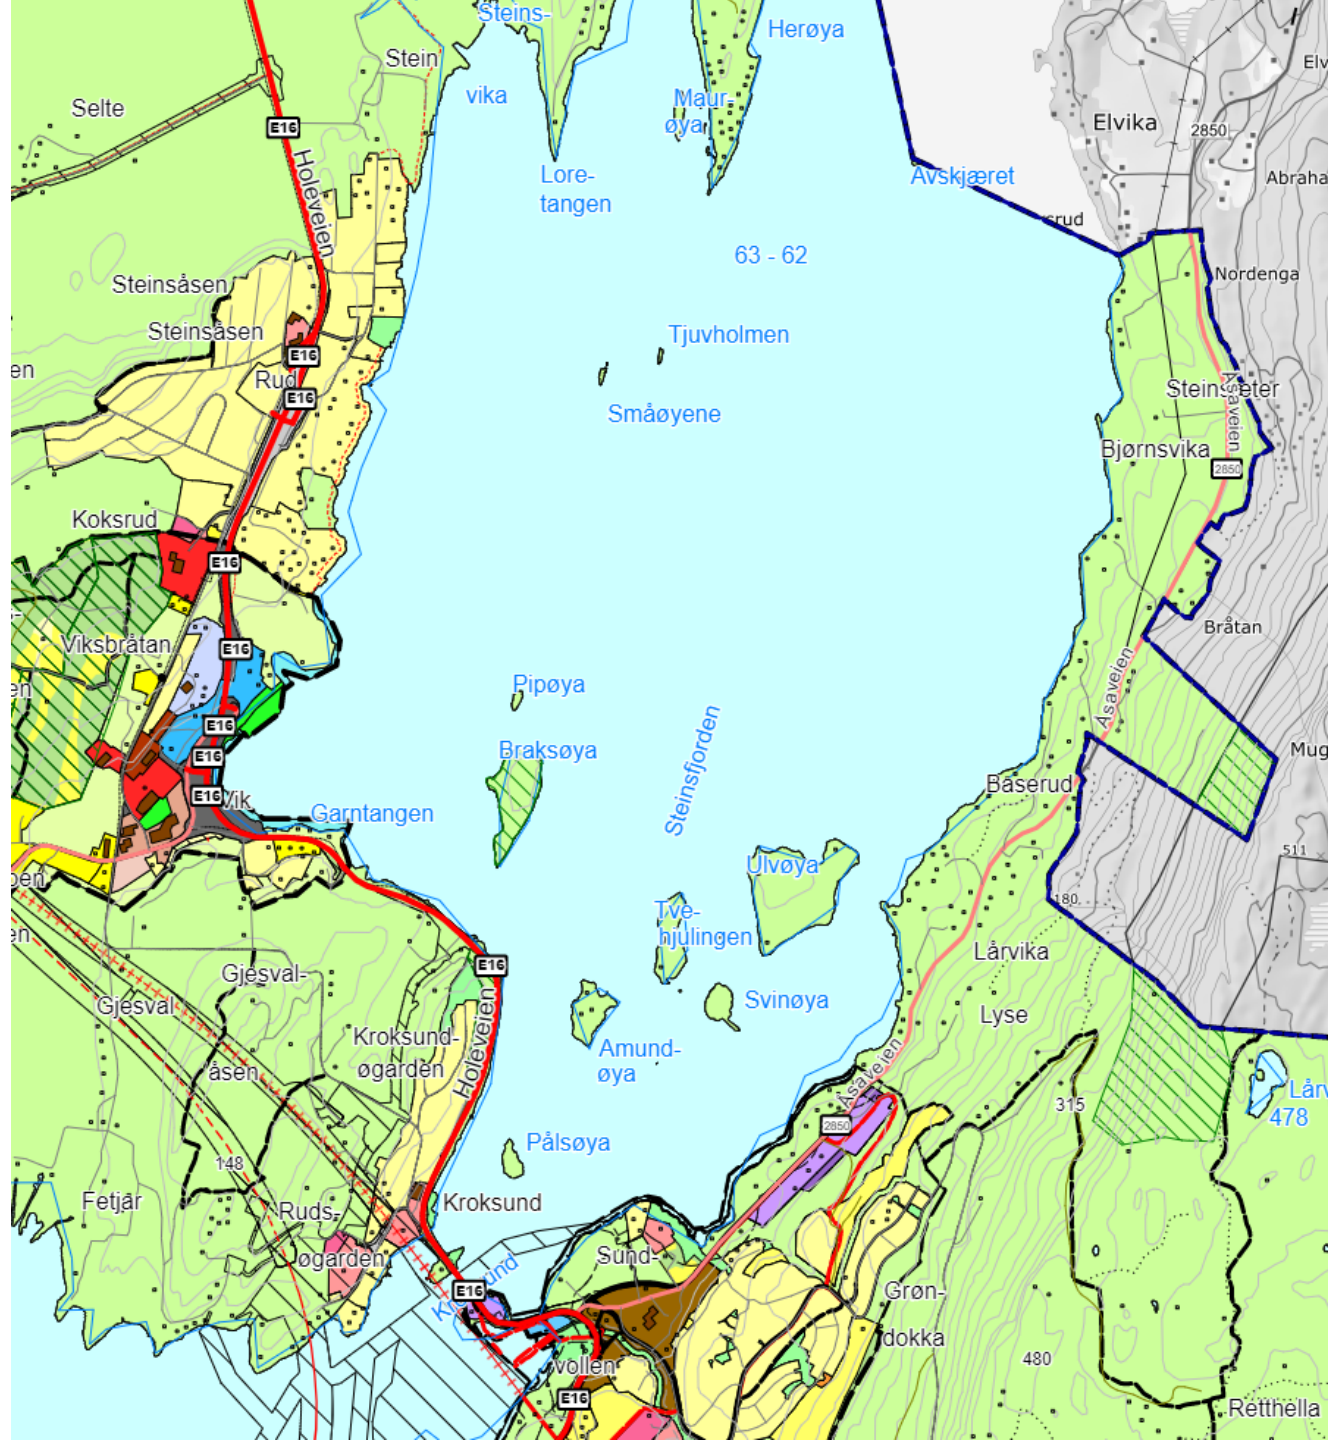 Steins-
Herøya
Stein
Elvika
2850
Selte
vika
Maur-
øya
E16
Holeveien
Lore-
tangen
Avskjæret
63 - 62
Nordenga
Steinsåsen
Steinsåsen
Tjuvholmen
E16
Rud
E16
Småøyene
Steinsæter
Åsaveien
Bjørnsvika
2850
Koksrud
E16
Bråtan
Viksbråtan
E16
Åsaveien
Pipøya
Steinsfjorden
E16
Braksøya
E16
Baserud
E16
Vik
Garntangen
511
Ulvøya
180
Tve-
hjulingen
Lårvika
E16
Gjesval-
åsen
Gjesval
Svinøya
Lyse
Holeveien
Kroksund-
øgarden
Amund-
øya
Åsaveien
315
478
2850
Pålsøya
148
Fetjar
Ruds-
øgarden
Kroksund
Sund-
vollen
E16
Grøn-
dokka
480
E16
Retthella